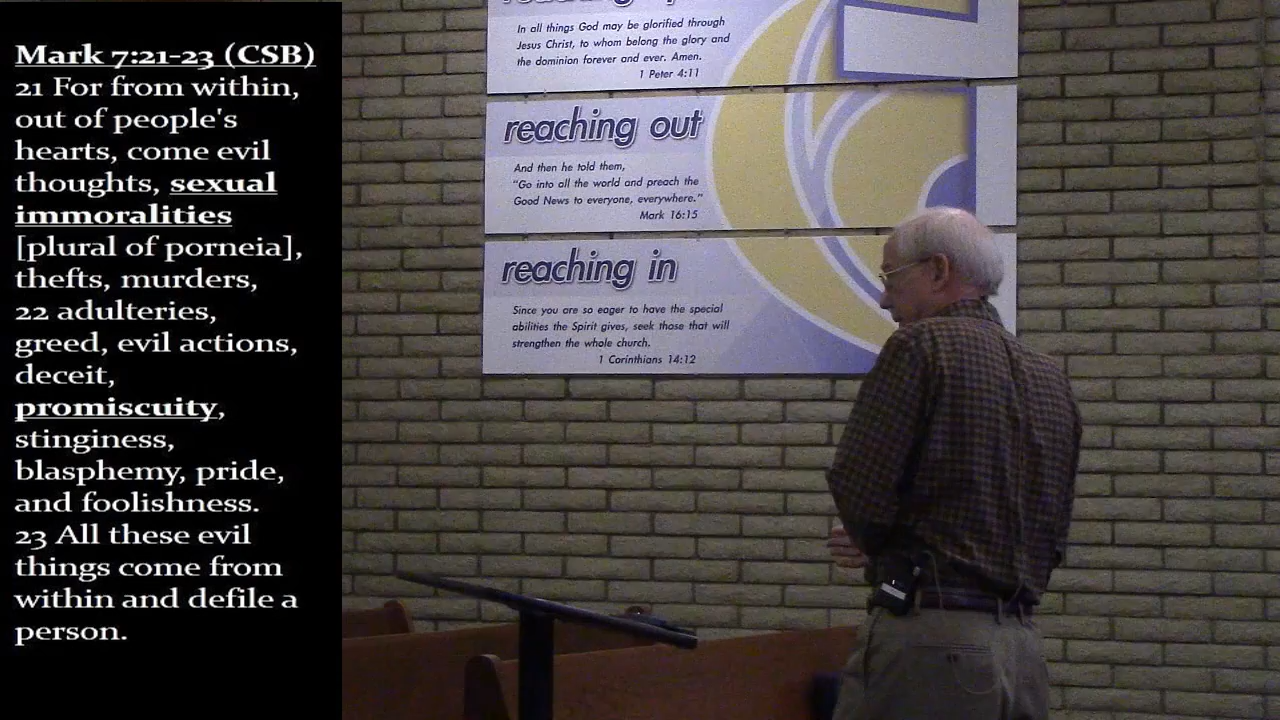 Mark 7:21-23 (CSB)
21 For from within,
out of people's
hearts, come evil
thoughts, sexual
immoralities
[plural of porneia],
thefts, murders,
22 adulteries,
greed, evil actions,
deceit,
promiscuity,
stinginess,
blasphemy, pride,
and foolishness.
23 All these evil
things come from
within and defile a
person.
reaching
In all things God may be glorified through
Jesus Christ, to whom belong the glory and
the dominion forever and ever. Amen.
1 Peter 4:11
reaching out
And then he told them,
“Go into all the world and preach the
Good News to everyone, everywhere.”
Mark 16:15
reaching in
Since you are so eager to have the special
abilities the Spirit gives, seek those that will
strengthen the whole church.
1 Corinthians 14:12